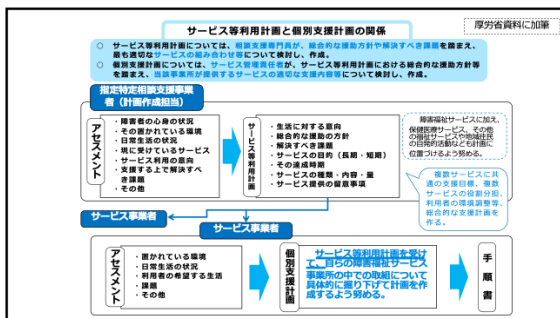 サービス等利用計画と個別支援計画の関係
厚労省資料に加筆
○ サービス等利用計画については、相談支援専門員が、総合的な援助方針や解決すべき課題を踏まえ、
最も適切なサービスの組み合わせ等について検討し、作成。
○ 個別支援計画については、サービス管理責任者が、サービス等利用計画における総合的な援助方針等
を踏まえ、当該事業所が提供するサービスの適切な支援内容等について検討し、作成。
指定特定相談支援事業
者(計画作成担当)
アセスメント
・障害者の心身の状況
・その置かれている環境
・日常生活の状況
・現に受けているサービス
・サービス利用の意向
・支援する上で解決すべ
き課題
・その他
サービス等利用計画
・生活に対する意向
・総合的な援助の方針
・解決すべき課題
・サービスの目的(長期・短期)
・その達成時期
・サービスの種類・内容・量
・サービス提供の留意事項
障害福祉サービスに加え、
保健医療サービス、その他
の福祉サービスや地域住民
の自発的活動なども計画に
位置づけるよう努める。
複数サービスに共
通の支援目標、複数
サービスの役割分担、
利用者の環境調整等、
総合的な支援計画を
作る。
サービス事業者
サービス事業者
アセスメント
・置かれている環境
・日常生活の状況
・利用者の希望する生活
・課題
・その他
個別支援計画
サービス等利用計画を受け
て、自らの障害福祉サービス
事業所の中での取組について
具体的に掘り下げて計画を
作成するよう努める。
手順書